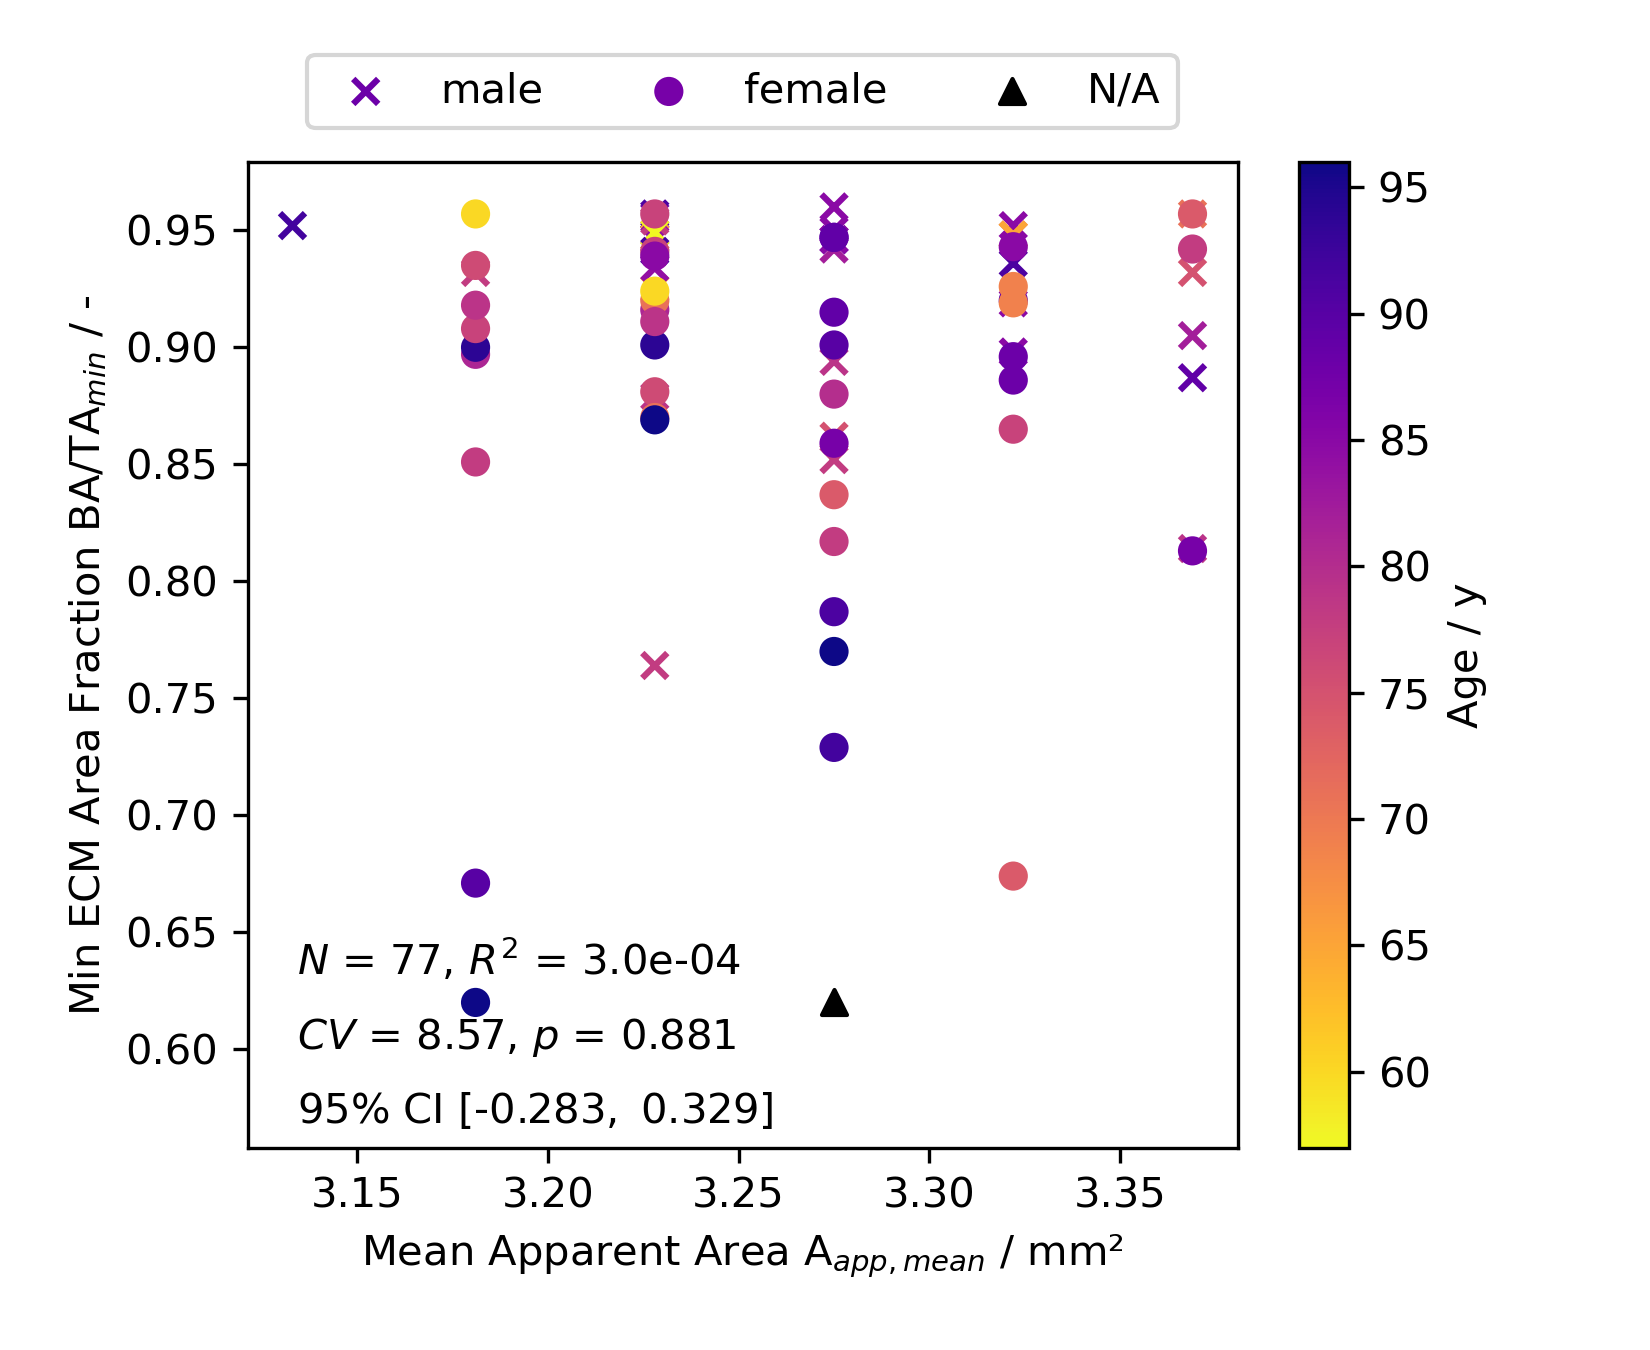 male female N/A
0.95
0.90
0.85
0.80
0.75
0.70
0.65
0.60
Min ECM Area Fraction BA/TA_min / -
N = 77, R² = 3.0e-04
CV = 8.57, p = 0.881
95% CI [-0.283, 0.329]
3.15 3.20 3.25 3.30 3.35
Mean Apparent Area A_app,mean / mm²
95
90
85
80
75
70
65
60
Age / y